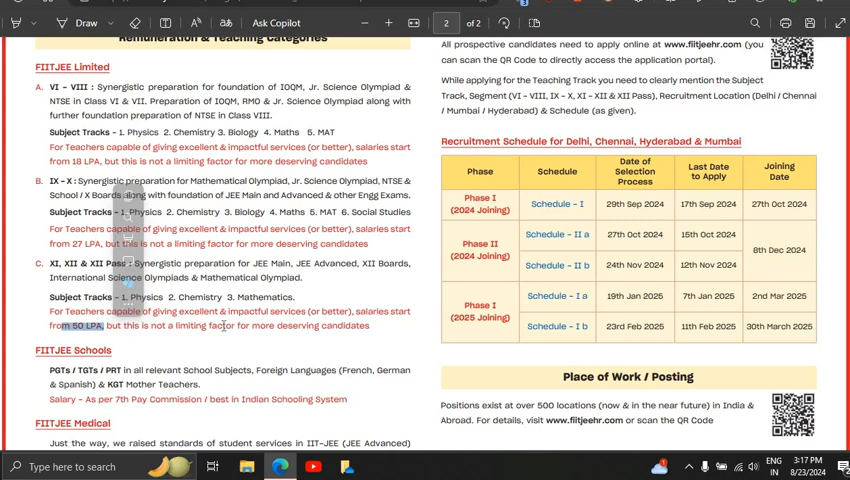 Draw
Ask Copilot
2
of 2
Remuneration & Teaching Categories
FIITJEE Limited
A. VI – VIII : Synergistic preparation for foundation of IOQM, Jr. Science Olympiad &
NTSE in Class VI & VII. Preparation of IOQM, RMO & Jr. Science Olympiad along with
further foundation preparation of NTSE in Class VIII.
Subject Tracks – 1. Physics 2. Chemistry 3. Biology 4. Maths 5. MAT
For Teachers capable of giving excellent & impactful services (or better), salaries start
from 18 LPA, but this is not a limiting factor for more deserving candidates
B. IX – X : Synergistic preparation for Mathematical Olympiad, Jr. Science Olympiad, NTSE &
School / X Boards along with foundation of JEE Main and Advanced & other Engg Exams.
Subject Tracks – 1. Physics 2. Chemistry 3. Biology 4. Maths 5. MAT 6. Social Studies
For Teachers capable of giving excellent & impactful services (or better), salaries start
from 27 LPA, but this is not a limiting factor for more deserving candidates
C. XI, XII & XII Pass : Synergistic preparation for JEE Main, JEE Advanced, XII Boards,
International Science Olympiads & Mathematical Olympiad.
Subject Tracks – 1. Physics 2. Chemistry 3. Mathematics.
For Teachers capable of giving excellent & impactful services (or better), salaries start
from 50 LPA, but this is not a limiting factor for more deserving candidates
FIITJEE Schools
PGTs / TGTs / PRT in all relevant School Subjects, Foreign Languages (French, German
& Spanish) & KGT Mother Teachers.
Salary – As per 7th Pay Commission / best in Indian Schooling System
FIITJEE Medical
Just the way, we raised standards of student services in IIT-JEE (JEE Advanced)
All prospective candidates need to apply online at www.fiitjeehr.com (you
can scan the QR Code to directly access the application portal).
While applying for the Teaching Track you need to clearly mention the Subject
Track, Segment (VI – VIII, IX – X, XI – XII & XII Pass), Recruitment Location (Delhi / Chennai
/ Mumbai / Hyderabad) & Schedule (as given).
Recruitment Schedule for Delhi, Chennai, Hyderabad & Mumbai
Phase Schedule Date of Selection Process Last Date to Apply Joining Date
Phase I (2024 Joining) Schedule – I 29th Sep 2024 17th Sep 2024 27th Oct 2024
Phase II (2024 Joining) Schedule – II a 27th Oct 2024 15th Oct 2024 8th Dec 2024
Schedule – II b 24th Nov 2024 12th Nov 2024
Phase I (2025 Joining) Schedule – I a 19th Jan 2025 7th Jan 2025 2nd Mar 2025
Schedule – I b 23rd Feb 2025 11th Feb 2025 30th March 2025
Place of Work / Posting
Positions exist at over 500 locations (now & in the near future) in India &
Abroad. For details, visit www.fiitjeehr.com or scan the QR Code
Type here to search
ENG
IN
3:17 PM
8/23/2024